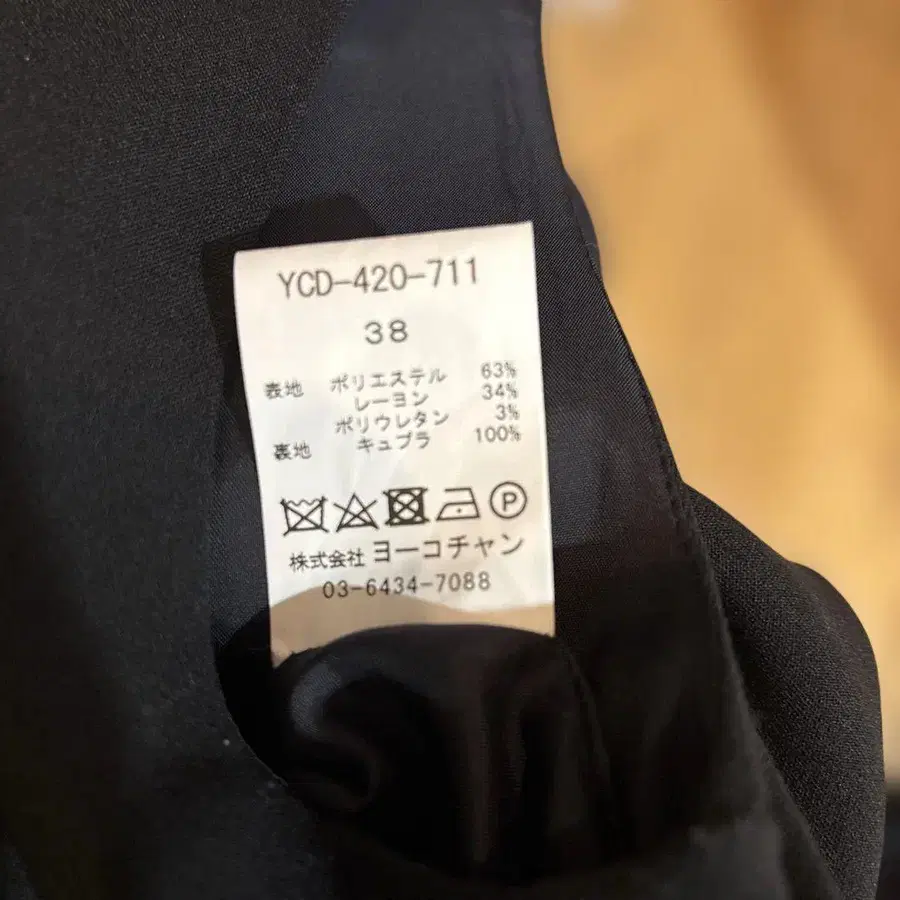 YCD-420-711
38
表地 ポリエステル 63%
レーヨン 34%
ポリウレタン 3%
裏地 キュプラ 100%
P
株式会社 ヨーコチャン
03-6434-7088